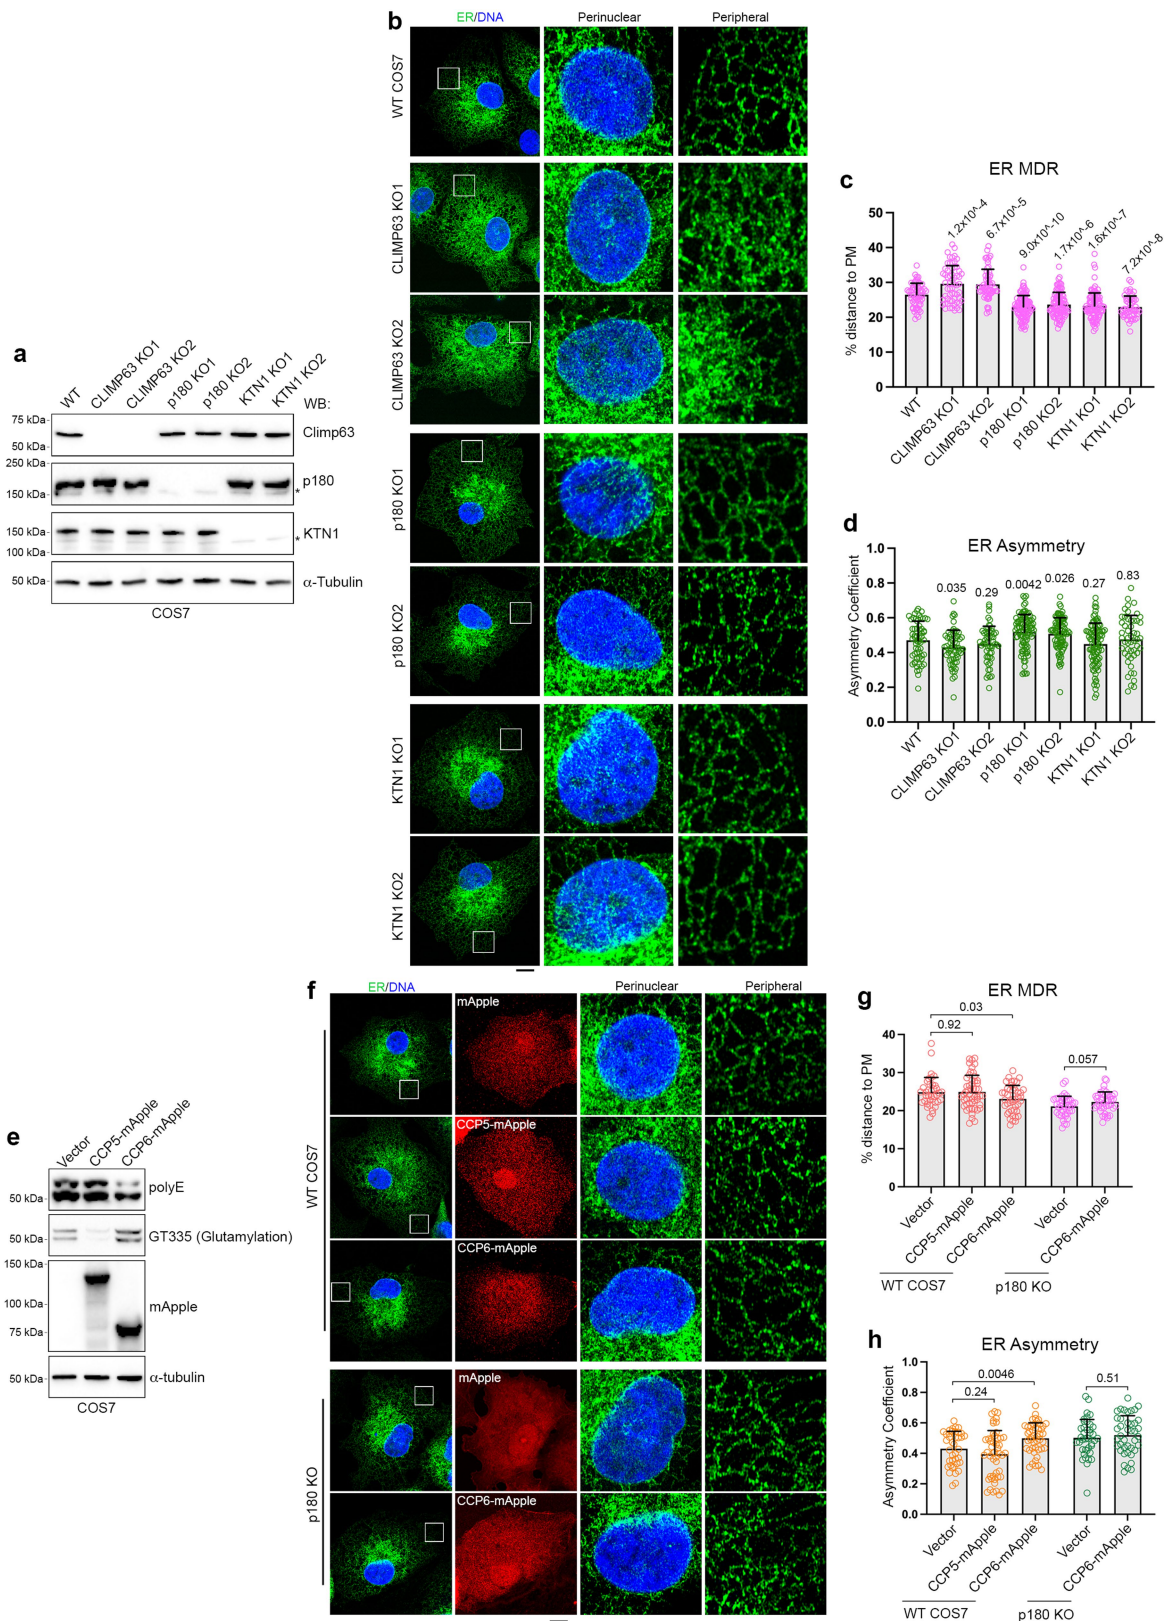 a
WT
CLIMP63 KO1
CLIMP63 KO2
p180 KO1
p180 KO2
KTN1 KO1
KTN1 KO2
WB:
75 kDa
50 kDa
Climp63
250 kDa
150 kDa
p180
*
150 kDa
100 kDa
KTN1
*
50 kDa
α-Tubulin
COS7
b
ER/DNA
Perinuclear
Peripheral
WT COS7
CLIMP63 KO1
CLIMP63 KO2
p180 KO1
p180 KO2
KTN1 KO1
KTN1 KO2
c
ER MDR
% distance to PM
50
40
30
20
10
0
1.2x10^-4
6.7x10^-5
9.0x10^-10
1.7x10^-6
1.6x10^-7
7.2x10^-8
WT
CLIMP63 KO1
CLIMP63 KO2
p180 KO1
p180 KO2
KTN1 KO1
KTN1 KO2
d
ER Asymmetry
Asymmetry Coefficient
1.0
0.8
0.6
0.4
0.2
0.0
0.035
0.29
0.0042
0.026
0.27
0.83
WT
CLIMP63 KO1
CLIMP63 KO2
p180 KO1
p180 KO2
KTN1 KO1
KTN1 KO2
e
Vector
CCP5-mApple
CCP6-mApple
50 kDa
polyE
50 kDa
GT335 (Glutamylation)
150 kDa
100 kDa
75 kDa
mApple
50 kDa
α-tubulin
COS7
f
ER/DNA
Perinuclear
Peripheral
WT COS7
mApple
CCP5-mApple
CCP6-mApple
p180 KO
mApple
CCP6-mApple
g
ER MDR
% distance to PM
40
30
20
10
0
0.03
0.92
0.057
Vector
CCP5-mApple
CCP6-mApple
Vector
CCP6-mApple
WT COS7
p180 KO
h
ER Asymmetry
Asymmetry Coefficient
1.0
0.8
0.6
0.4
0.2
0.0
0.0046
0.24
0.51
Vector
CCP5-mApple
CCP6-mApple
Vector
CCP6-mApple
WT COS7
p180 KO